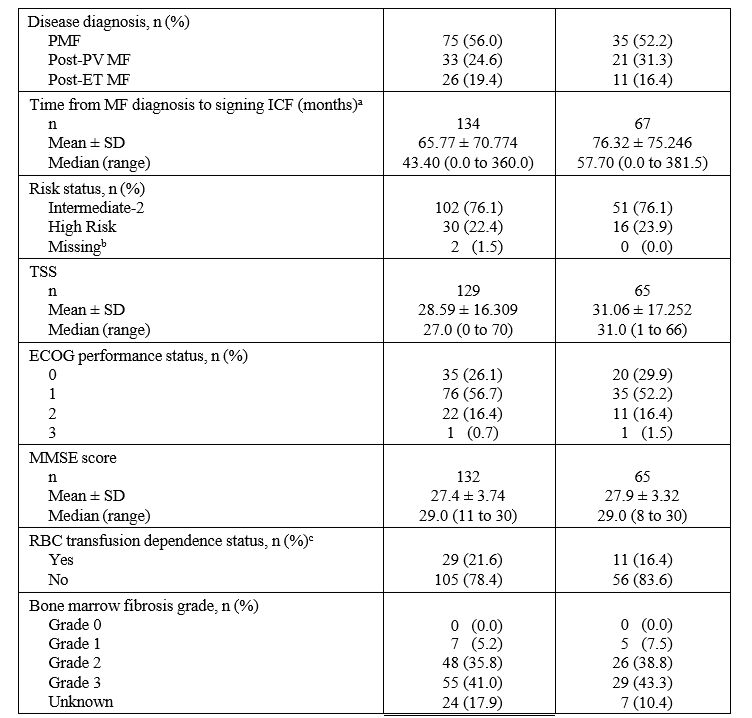 Disease diagnosis, n (%)
PMF 75 (56.0) 35 (52.2)
Post-PV MF 33 (24.6) 21 (31.3)
Post-ET MF 26 (19.4) 11 (16.4)
Time from MF diagnosis to signing ICF (months)ᵃ
n 134 67
Mean ± SD 65.77 ± 70.774 76.32 ± 75.246
Median (range) 43.40 (0.0 to 360.0) 57.70 (0.0 to 381.5)
Risk status, n (%)
Intermediate-2 102 (76.1) 51 (76.1)
High Risk 30 (22.4) 16 (23.9)
Missingᵇ 2 (1.5) 0 (0.0)
TSS
n 129 65
Mean ± SD 28.59 ± 16.309 31.06 ± 17.252
Median (range) 27.0 (0 to 70) 31.0 (1 to 66)
ECOG performance status, n (%)
0 35 (26.1) 20 (29.9)
1 76 (56.7) 35 (52.2)
2 22 (16.4) 11 (16.4)
3 1 (0.7) 1 (1.5)
MMSE score
n 132 65
Mean ± SD 27.4 ± 3.74 27.9 ± 3.32
Median (range) 29.0 (11 to 30) 29.0 (8 to 30)
RBC transfusion dependence status, n (%)ᶜ
Yes 29 (21.6) 11 (16.4)
No 105 (78.4) 56 (83.6)
Bone marrow fibrosis grade, n (%)
Grade 0 0 (0.0) 0 (0.0)
Grade 1 7 (5.2) 5 (7.5)
Grade 2 48 (35.8) 26 (38.8)
Grade 3 55 (41.0) 29 (43.3)
Unknown 24 (17.9) 7 (10.4)